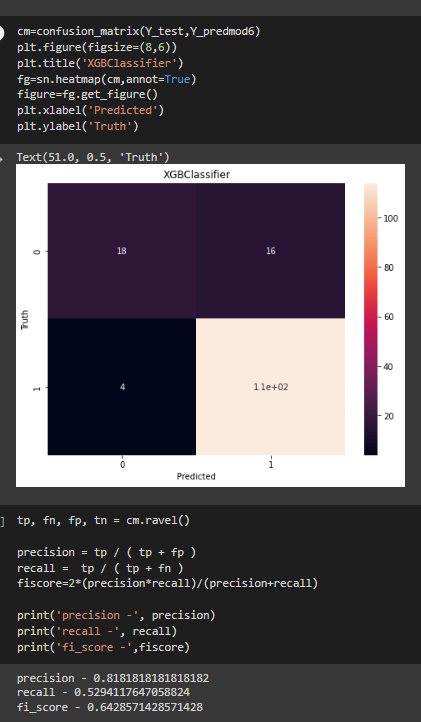 cm=confusion_matrix(Y_test,Y_predmod6)
plt.figure(figsize=(8,6))
plt.title('XGBClassifier')
fg=sn.heatmap(cm,annot=True)
figure=fg.get_figure()
plt.xlabel('Predicted')
plt.ylabel('Truth')
Text(51.0, 0.5, 'Truth')
XGBClassifier
100
80
60
40
20
0
18
16
Truth
1
4
1.1e+02
0
1
Predicted
tp, fn, fp, tn = cm.ravel()
precision = tp / ( tp + fp )
recall =  tp / ( tp + fn )
fiscore=2*(precision*recall)/(precision+recall)
print('precision -', precision)
print('recall -', recall)
print('fi_score -',fiscore)
precision - 0.8181818181818182
recall - 0.5294117647058824
fi_score - 0.6428571428571428